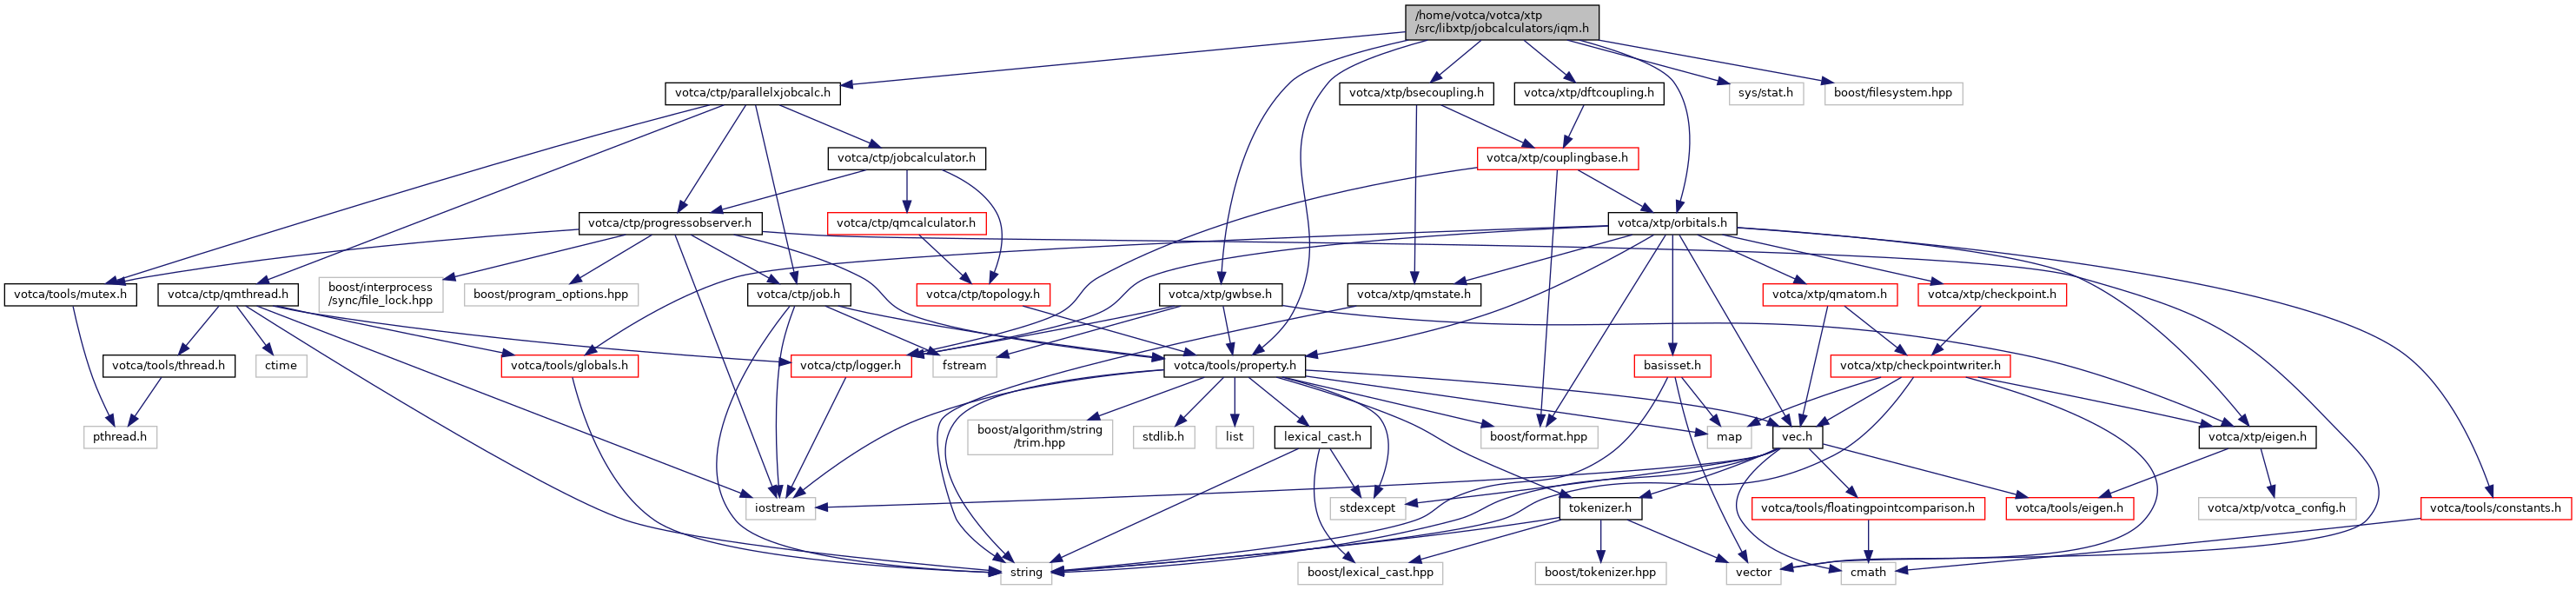 /home/votca/votca/xtp
/src/libxtp/jobcalculators/iqm.h
votca/ctp/parallelxjobcalc.h
votca/xtp/bsecoupling.h
votca/xtp/dftcoupling.h
sys/stat.h
boost/filesystem.hpp
votca/ctp/jobcalculator.h
votca/xtp/couplingbase.h
votca/ctp/progressobserver.h
votca/ctp/qmcalculator.h
votca/xtp/orbitals.h
votca/tools/mutex.h
votca/ctp/qmthread.h
boost/interprocess
/sync/file_lock.hpp
boost/program_options.hpp
votca/ctp/job.h
votca/ctp/topology.h
votca/xtp/gwbse.h
votca/xtp/qmstate.h
votca/xtp/qmatom.h
votca/xtp/checkpoint.h
votca/tools/thread.h
ctime
votca/tools/globals.h
votca/ctp/logger.h
fstream
votca/tools/property.h
basisset.h
votca/xtp/checkpointwriter.h
pthread.h
boost/algorithm/string
/trim.hpp
stdlib.h
list
lexical_cast.h
boost/format.hpp
map
vec.h
votca/xtp/eigen.h
iostream
stdexcept
tokenizer.h
votca/tools/floatingpointcomparison.h
votca/tools/eigen.h
votca/xtp/votca_config.h
votca/tools/constants.h
string
boost/lexical_cast.hpp
boost/tokenizer.hpp
vector
cmath